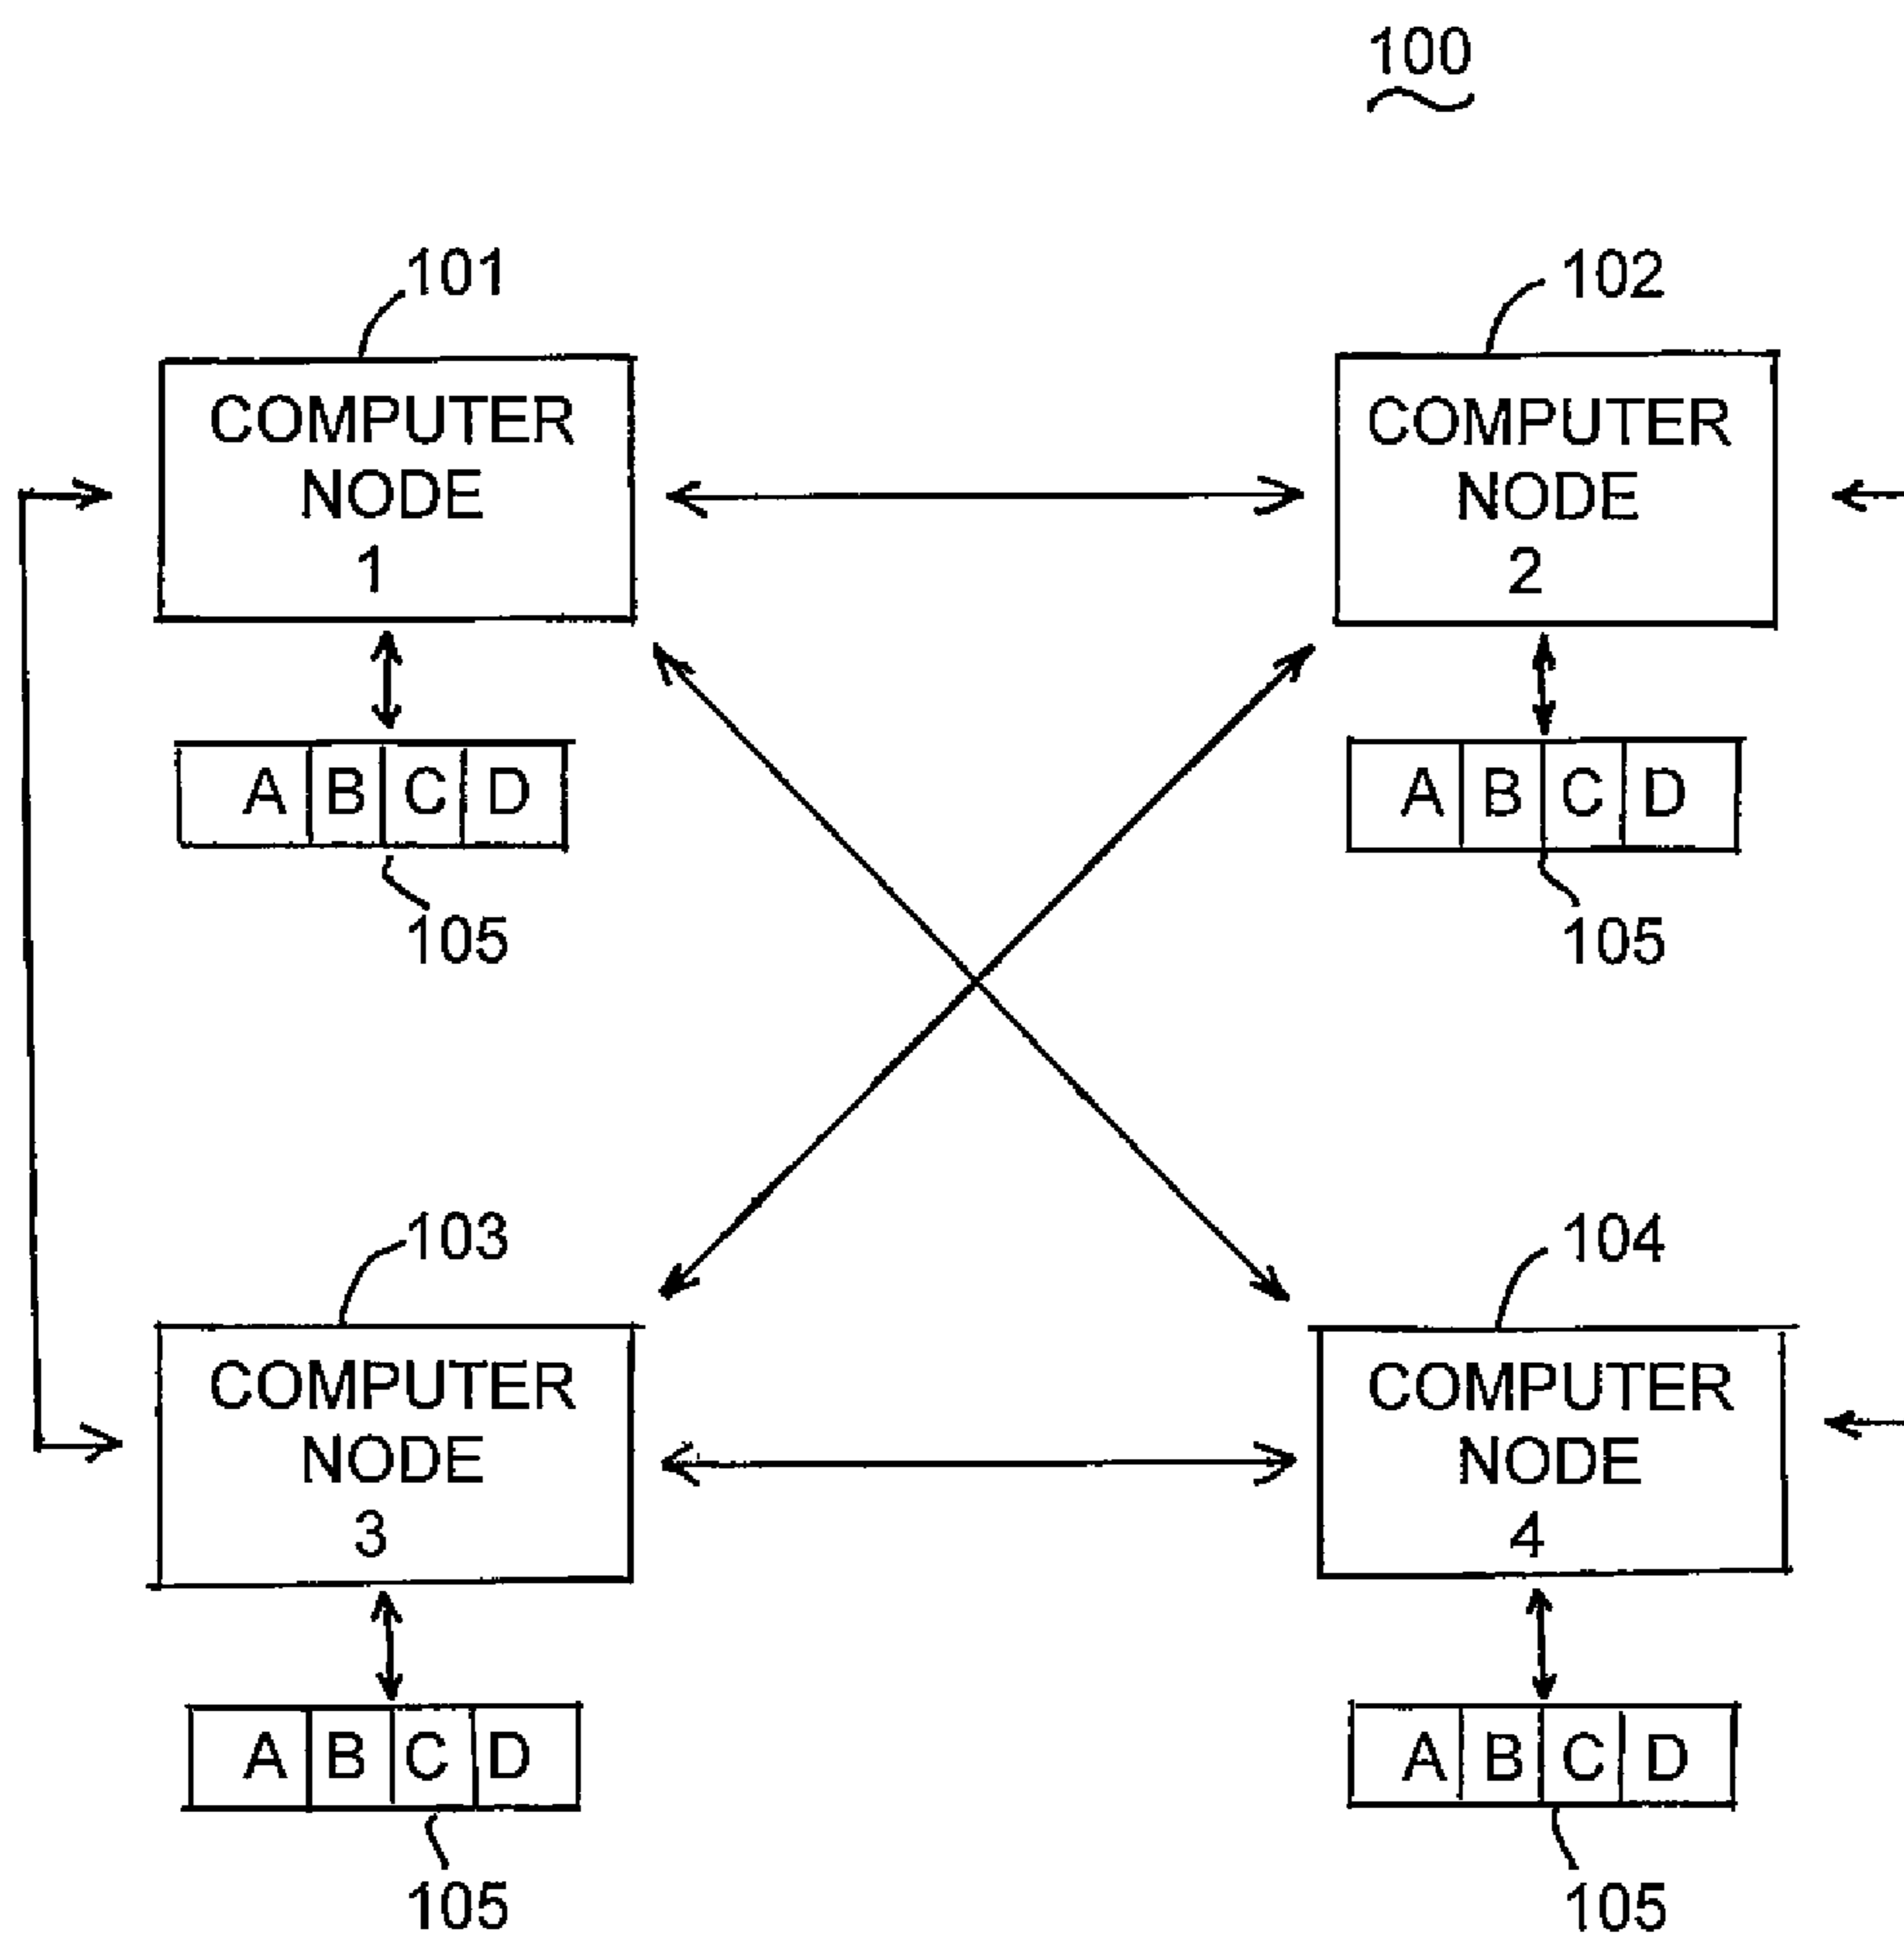 100
101
102
COMPUTER
NODE
1
COMPUTER
NODE
2
A B C D
A B C D
105
105
103
104
COMPUTER
NODE
3
COMPUTER
NODE
4
A B C D
A B C D
105
105